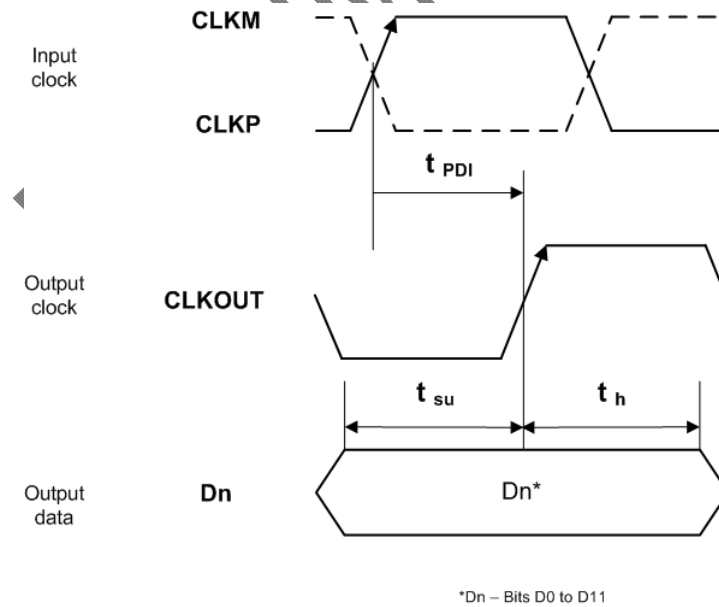 CLKM
Input
clock
CLKP
t PDI
Output
clock
CLKOUT
t su
t h
Output
data
Dn
Dn*
*Dn – Bits D0 to D11